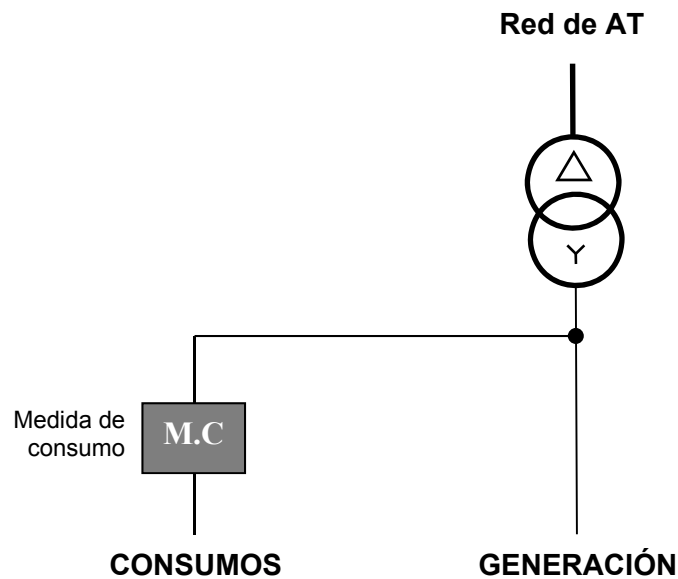 Red de AT
Medida de
consumo
M.C
CONSUMOS
GENERACIÓN